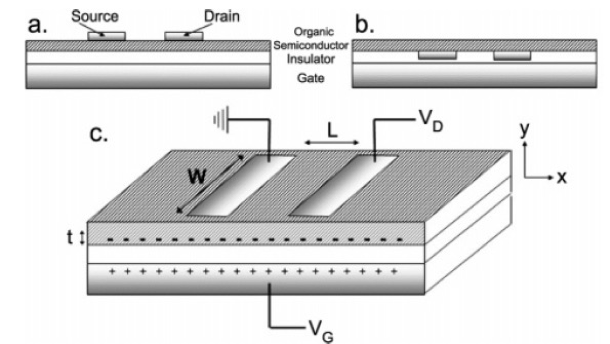 a.
Source
Drain
Organic
Semiconductor
Insulator
Gate
b.
c.
W
L
V_D
y
x
t
- - - - - - - - - - - - - - - - - -
+ + + + + + + + + + + + + + + + + +
V_G